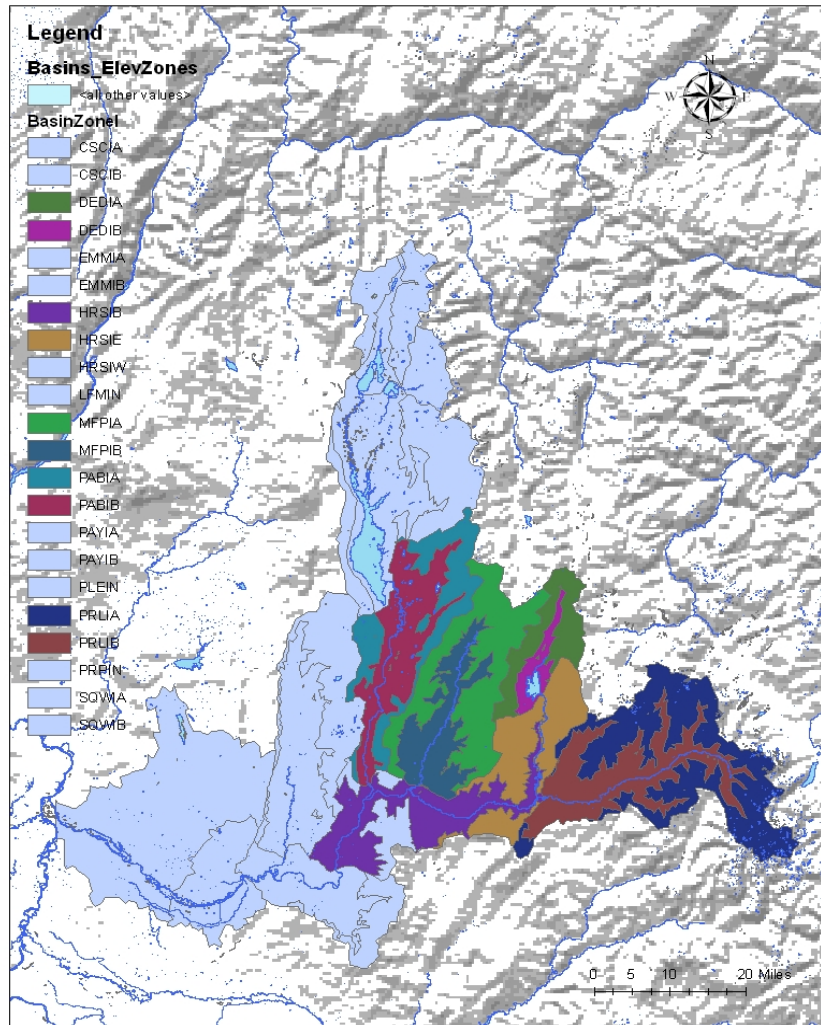 Legend
Basins_ElevZones
<all other values>
BasinZoneI
CSCIA
CSCIB
DEDIA
DEDIB
EMMIA
EMMIB
HRSIB
HRSIE
HRSIW
LFMIN
MFPIA
MFPIB
PABIA
PABIB
PAYIA
PAYIB
PLEIN
PRLIA
PRLIB
PRPIN
SQWIA
SQWIB
N
W E
S
0 5 10 20 Miles